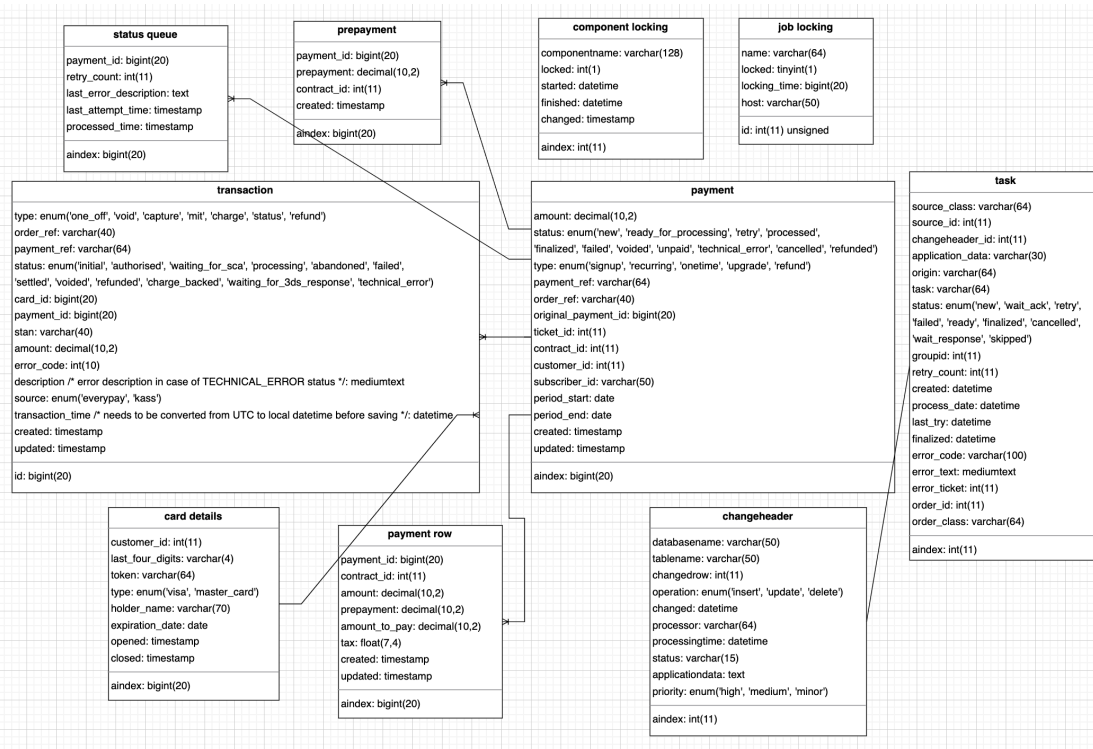 status queue
payment_id: bigint(20)
retry_count: int(11)
last_error_description: text
last_attempt_time: timestamp
processed_time: timestamp
aindex: bigint(20)
prepayment
payment_id: bigint(20)
prepayment: decimal(10,2)
contract_id: int(11)
created: timestamp
aindex: bigint(20)
component locking
componentname: varchar(128)
locked: int(1)
started: datetime
finished: datetime
changed: timestamp
aindex: int(11)
job locking
name: varchar(64)
locked: tinyint(1)
locking_time: bigint(20)
host: varchar(50)
id: int(11) unsigned
transaction
type: enum('one_off', 'void', 'capture', 'mit', 'charge', 'status', 'refund')
order_ref: varchar(40)
payment_ref: varchar(64)
status: enum('initial', 'authorised', 'waiting_for_sca', 'processing', 'abandoned', 'failed',
'settled', 'voided', 'refunded', 'charge_backed', 'waiting_for_3ds_response', 'technical_error')
card_id: bigint(20)
payment_id: bigint(20)
stan: varchar(40)
amount: decimal(10,2)
error_code: int(10)
description /* error description in case of TECHNICAL_ERROR status */: mediumtext
source: enum('everypay', 'kass')
transaction_time /* needs to be converted from UTC to local datetime before saving */: datetime
created: timestamp
updated: timestamp
id: bigint(20)
payment
amount: decimal(10,2)
status: enum('new', 'ready_for_processing', 'retry', 'processed',
'finalized', 'failed', 'voided', 'unpaid', 'technical_error', 'cancelled', 'refunded')
type: enum('signup', 'recurring', 'onetime', 'upgrade', 'refund')
payment_ref: varchar(64)
order_ref: varchar(40)
original_payment_id: bigint(20)
ticket_id: int(11)
contract_id: int(11)
customer_id: int(11)
subscriber_id: varchar(50)
period_start: date
period_end: date
created: timestamp
updated: timestamp
aindex: bigint(20)
task
source_class: varchar(64)
source_id: int(11)
changeheader_id: int(11)
application_data: varchar(30)
origin: varchar(64)
task: varchar(64)
status: enum('new', 'wait_ack', 'retry',
'failed', 'ready', 'finalized', 'cancelled',
'wait_response', 'skipped')
groupid: int(11)
retry_count: int(11)
created: datetime
process_date: datetime
last_try: datetime
finalized: datetime
error_code: varchar(100)
error_text: mediumtext
error_ticket: int(11)
order_id: int(11)
order_class: varchar(64)
aindex: int(11)
card details
customer_id: int(11)
last_four_digits: varchar(4)
token: varchar(64)
type: enum('visa', 'master_card')
holder_name: varchar(70)
expiration_date: date
opened: timestamp
closed: timestamp
aindex: bigint(20)
payment row
payment_id: bigint(20)
contract_id: int(11)
amount: decimal(10,2)
prepayment: decimal(10,2)
amount_to_pay: decimal(10,2)
tax: float(7,4)
created: timestamp
updated: timestamp
aindex: bigint(20)
changeheader
databasename: varchar(50)
tablename: varchar(50)
changedrow: int(11)
operation: enum('insert', 'update', 'delete')
changed: datetime
processor: varchar(64)
processingtime: datetime
status: varchar(15)
applicationdata: text
priority: enum('high', 'medium', 'minor')
aindex: int(11)